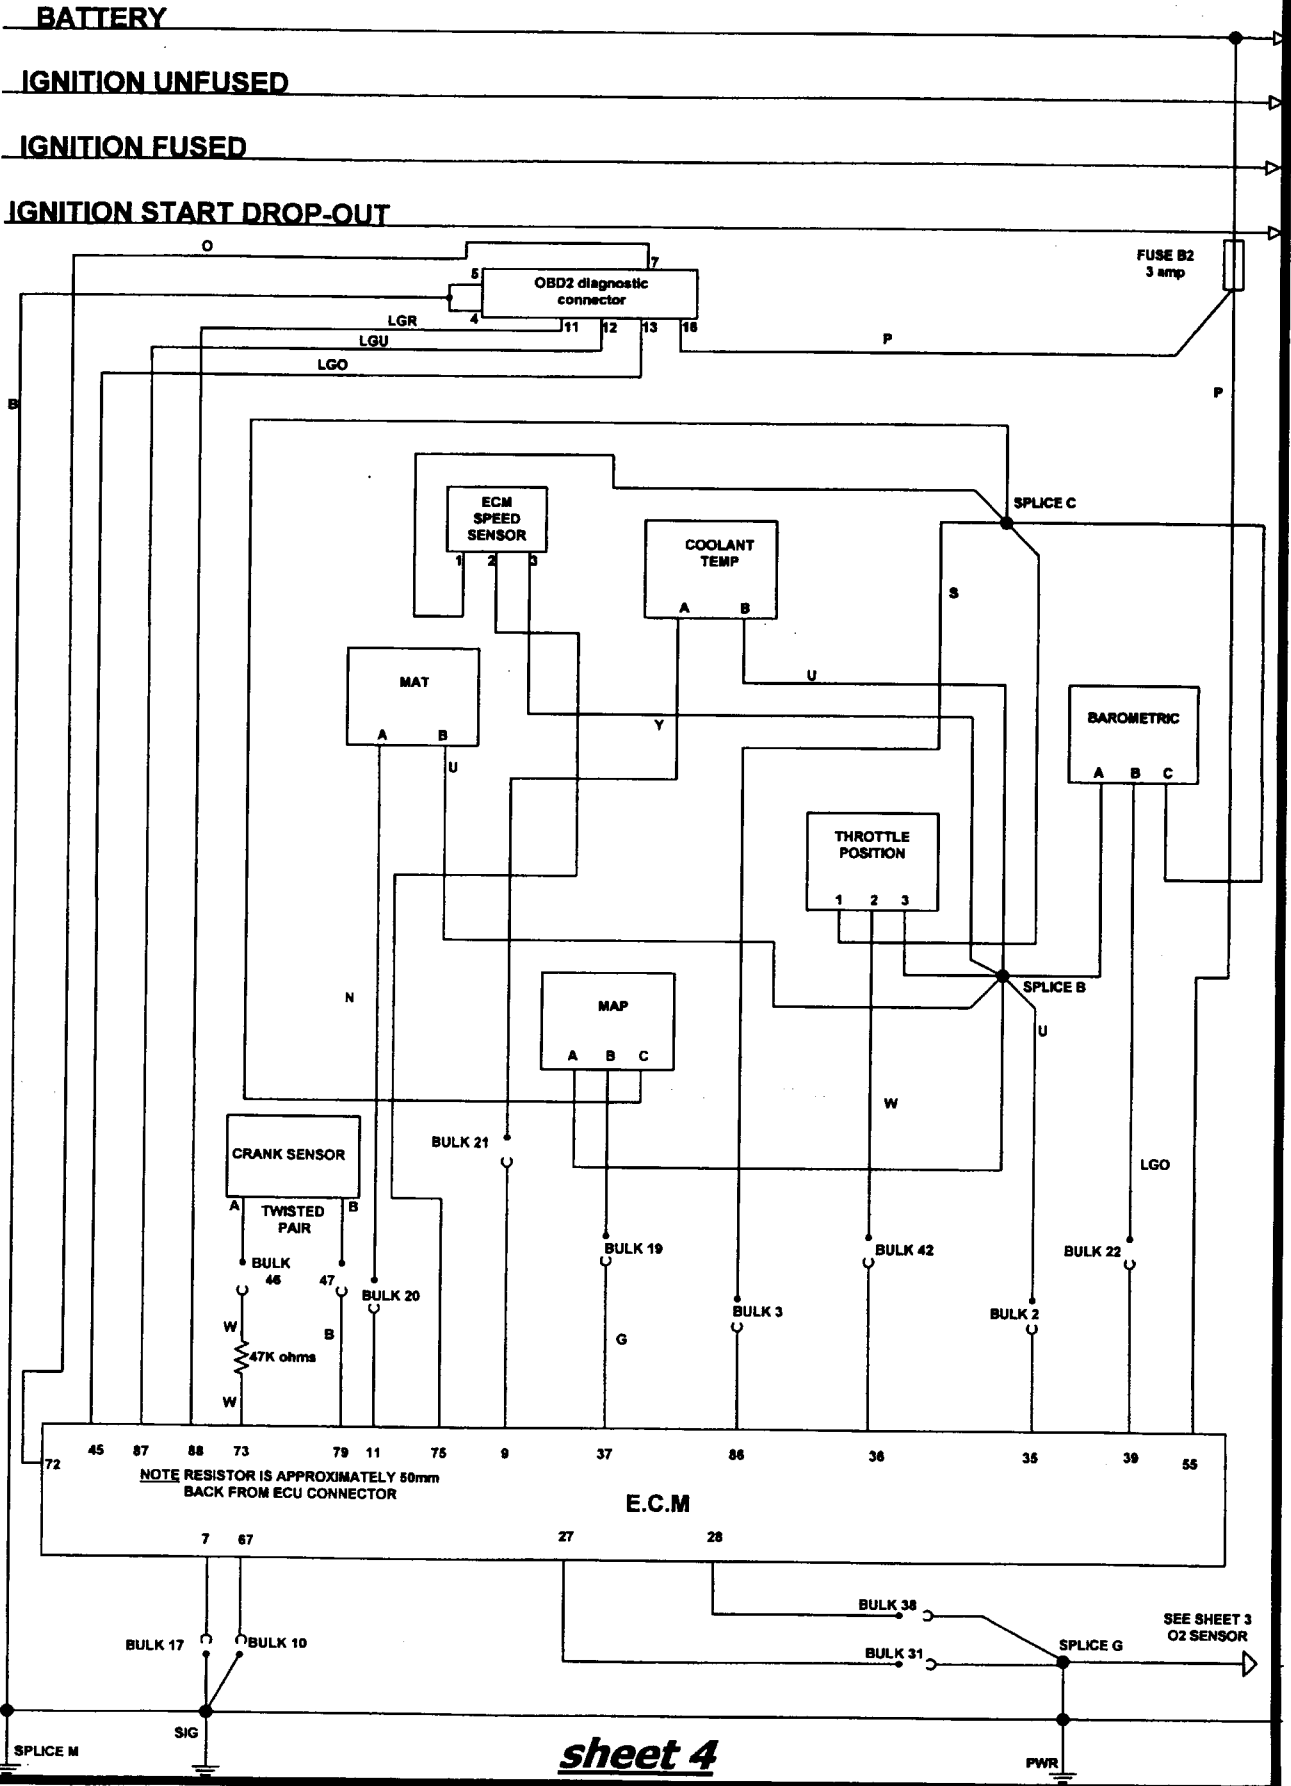 BATTERY
IGNITION UNFUSED
IGNITION FUSED
IGNITION START DROP-OUT
O
7
FUSE B2
3 amp
5
OBD2 diagnostic
connector
4
LGR
11
12
13
16
LGU
P
LGO
P
B
ECM
SPEED
SENSOR
SPLICE C
1
2
3
COOLANT
TEMP
S
A
B
U
MAT
BAROMETRIC
Y
A
B
U
A
B
C
THROTTLE
POSITION
1
2
3
SPLICE B
N
MAP
U
A
B
C
W
BULK 21
CRANK SENSOR
LGO
A
TWISTED
PAIR
B
BULK
46
47
BULK 19
BULK 42
BULK 22
BULK 20
BULK 3
BULK 2
W
B
G
47K ohms
W
72
45
87
88
73
79
11
75
9
37
86
36
35
39
55
NOTE RESISTOR IS APPROXIMATELY 50mm
BACK FROM ECU CONNECTOR
E.C.M
7
67
27
28
BULK 38
SEE SHEET 3
O2 SENSOR
BULK 17
BULK 10
BULK 31
SPLICE G
SIG
SPLICE M
sheet 4
PWR